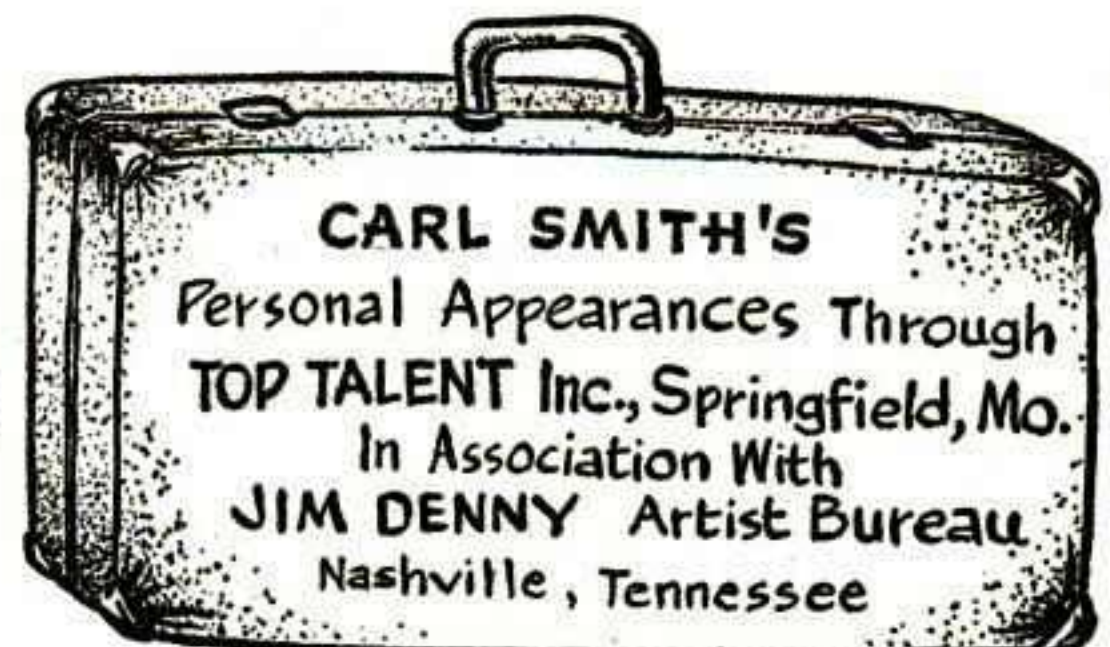 CARL SMITH'S
Personal Appearances Through
TOP TALENT Inc., Springfield, Mo.
In Association With
JIM DENNY Artist Bureau
Nashville, Tennessee